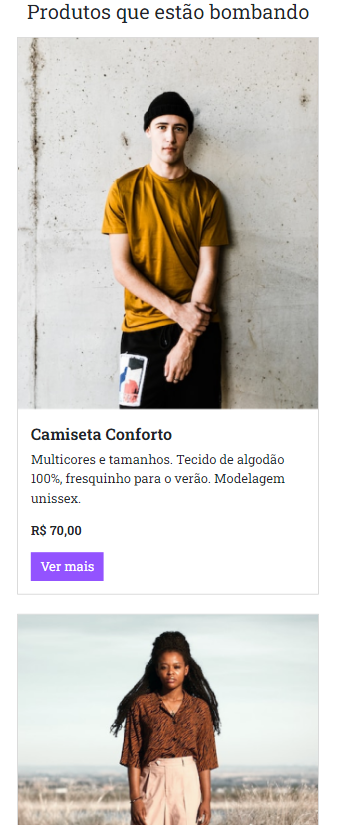 Produtos que estão bombando
Camiseta Conforto
Multicores e tamanhos. Tecido de algodão
100%, fresquinho para o verão. Modelagem
unissex.
R$ 70,00
Ver mais